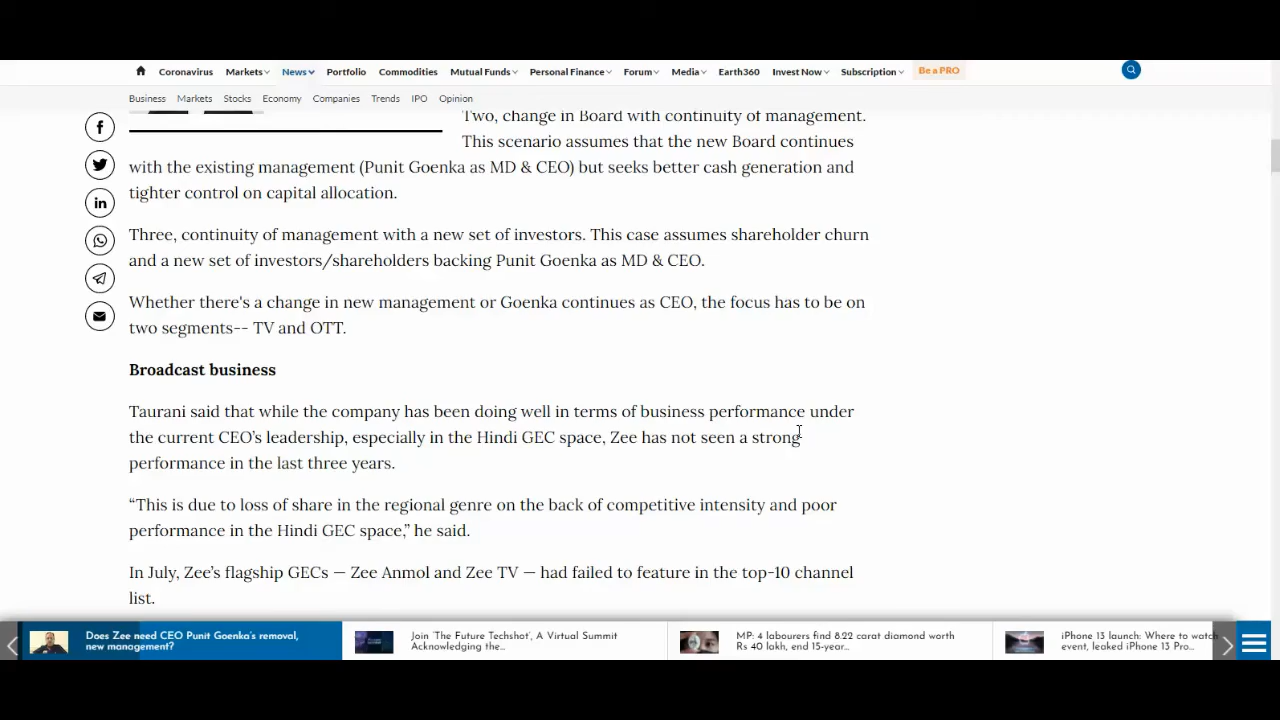 Coronavirus Markets News Portfolio Commodities Mutual Funds Personal Finance Forum Media Earth360 Invest Now Subscription Be a PRO
Business Markets Stocks Economy Companies Trends IPO Opinion
Two, change in Board with continuity of management.
This scenario assumes that the new Board continues
with the existing management (Punit Goenka as MD & CEO) but seeks better cash generation and
tighter control on capital allocation.
Three, continuity of management with a new set of investors. This case assumes shareholder churn
and a new set of investors/shareholders backing Punit Goenka as MD & CEO.
Whether there's a change in new management or Goenka continues as CEO, the focus has to be on
two segments-- TV and OTT.
Broadcast business
Taurani said that while the company has been doing well in terms of business performance under
the current CEO’s leadership, especially in the Hindi GEC space, Zee has not seen a strong
performance in the last three years.
“This is due to loss of share in the regional genre on the back of competitive intensity and poor
performance in the Hindi GEC space,” he said.
In July, Zee’s flagship GECs — Zee Anmol and Zee TV — had failed to feature in the top-10 channel
list.
Does Zee need CEO Punit Goenka’s removal,
new management?
Join ‘The Future Techshot’, A Virtual Summit
Acknowledging the...
MP: 4 labourers find 8.22 carat diamond worth
Rs 40 lakh, end 15-year...
iPhone 13 launch: Where to watch
event, leaked iPhone 13 Pro...